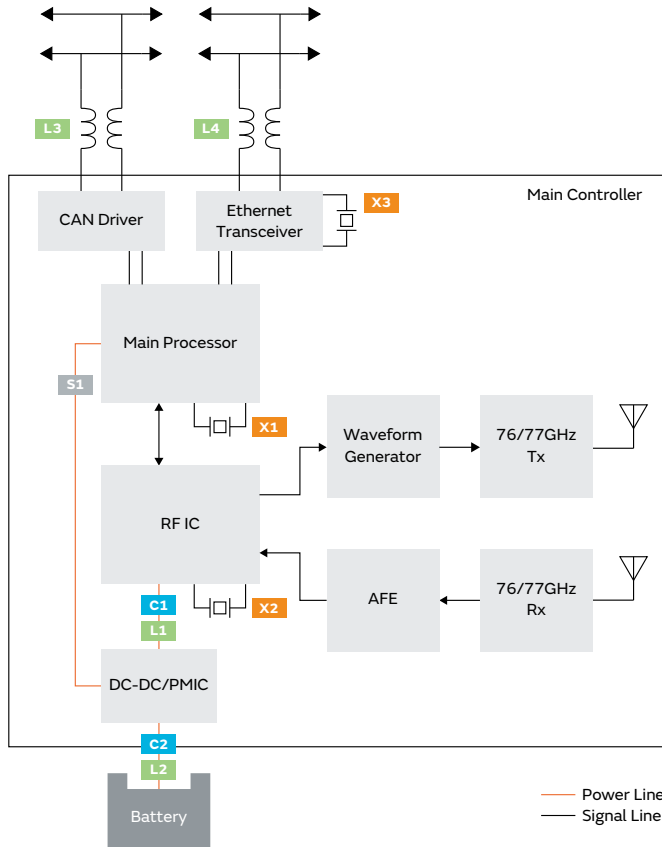 L3
L4
Main Controller
CAN Driver
Ethernet
Transceiver
X3
Main Processor
S1
X1
Waveform
Generator
76/77GHz
Tx
RF IC
C1
L1
X2
AFE
76/77GHz
Rx
DC-DC/PMIC
C2
L2
Battery
Power Line
Signal Line